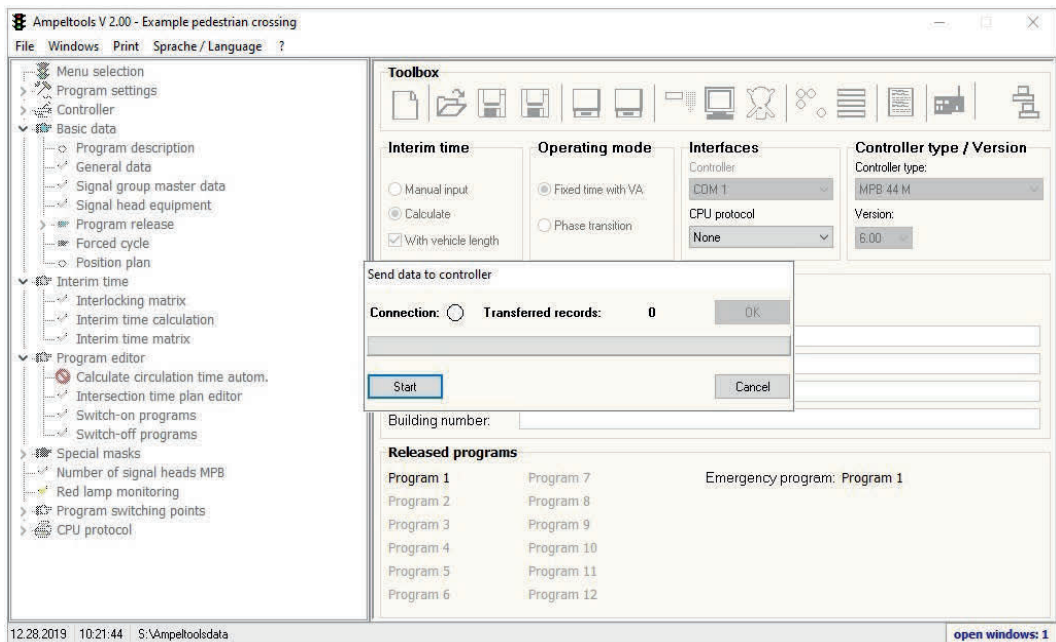 Ampeltools V 2.00 - Example pedestrian crossing
File Windows Print Sprache / Language ?
Menu selection
Program settings
Controller
Basic data
Program description
General data
Signal group master data
Signal head equipment
Program release
Forced cycle
Position plan
Interim time
Interlocking matrix
Interim time calculation
Interim time matrix
Program editor
Calculate circulation time autom.
Intersection time plan editor
Switch-on programs
Switch-off programs
Special masks
Number of signal heads MPB
Red lamp monitoring
Program switching points
CPU protocol
Toolbox
Interim time
Manual input
Calculate
With vehicle length
Operating mode
Fixed time with VA
Phase transition
Interfaces
Controller
COM 1
CPU protocol
None
Controller type / Version
Controller type:
MPB 44 M
Version:
6.00
Send data to controller
Connection: Transferred records: 0 OK
Start Cancel
Building number:
Released programs
Program 1 Program 7 Emergency program: Program 1
Program 2 Program 8
Program 3 Program 9
Program 4 Program 10
Program 5 Program 11
Program 6 Program 12
12.28.2019 10:21:44 S:\Ampeltoolsdata open windows: 1